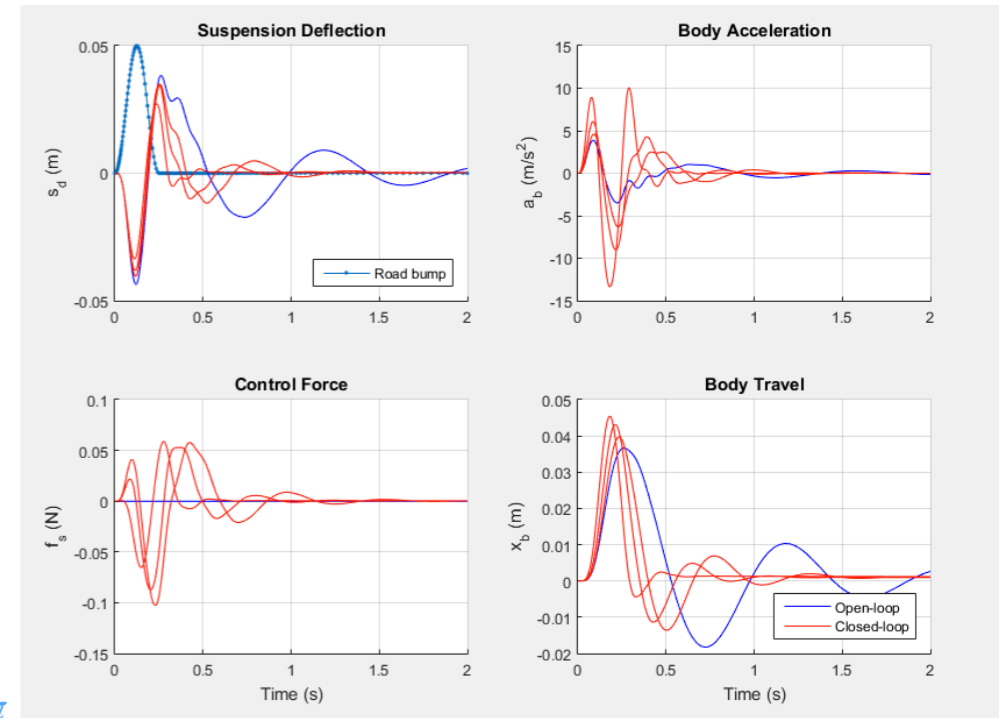 Suspension Deflection
0.05
0
-0.05
s_d (m)
Road bump
0 0.5 1 1.5 2
Body Acceleration
15
10
5
0
-5
-10
-15
a_b (m/s²)
0 0.5 1 1.5 2
Control Force
0.1
0.05
0
-0.05
-0.1
-0.15
f_s (N)
0 0.5 1 1.5 2
Time (s)
Body Travel
0.05
0.04
0.03
0.02
0.01
0
-0.01
-0.02
x_b (m)
Open-loop
Closed-loop
0 0.5 1 1.5 2
Time (s)